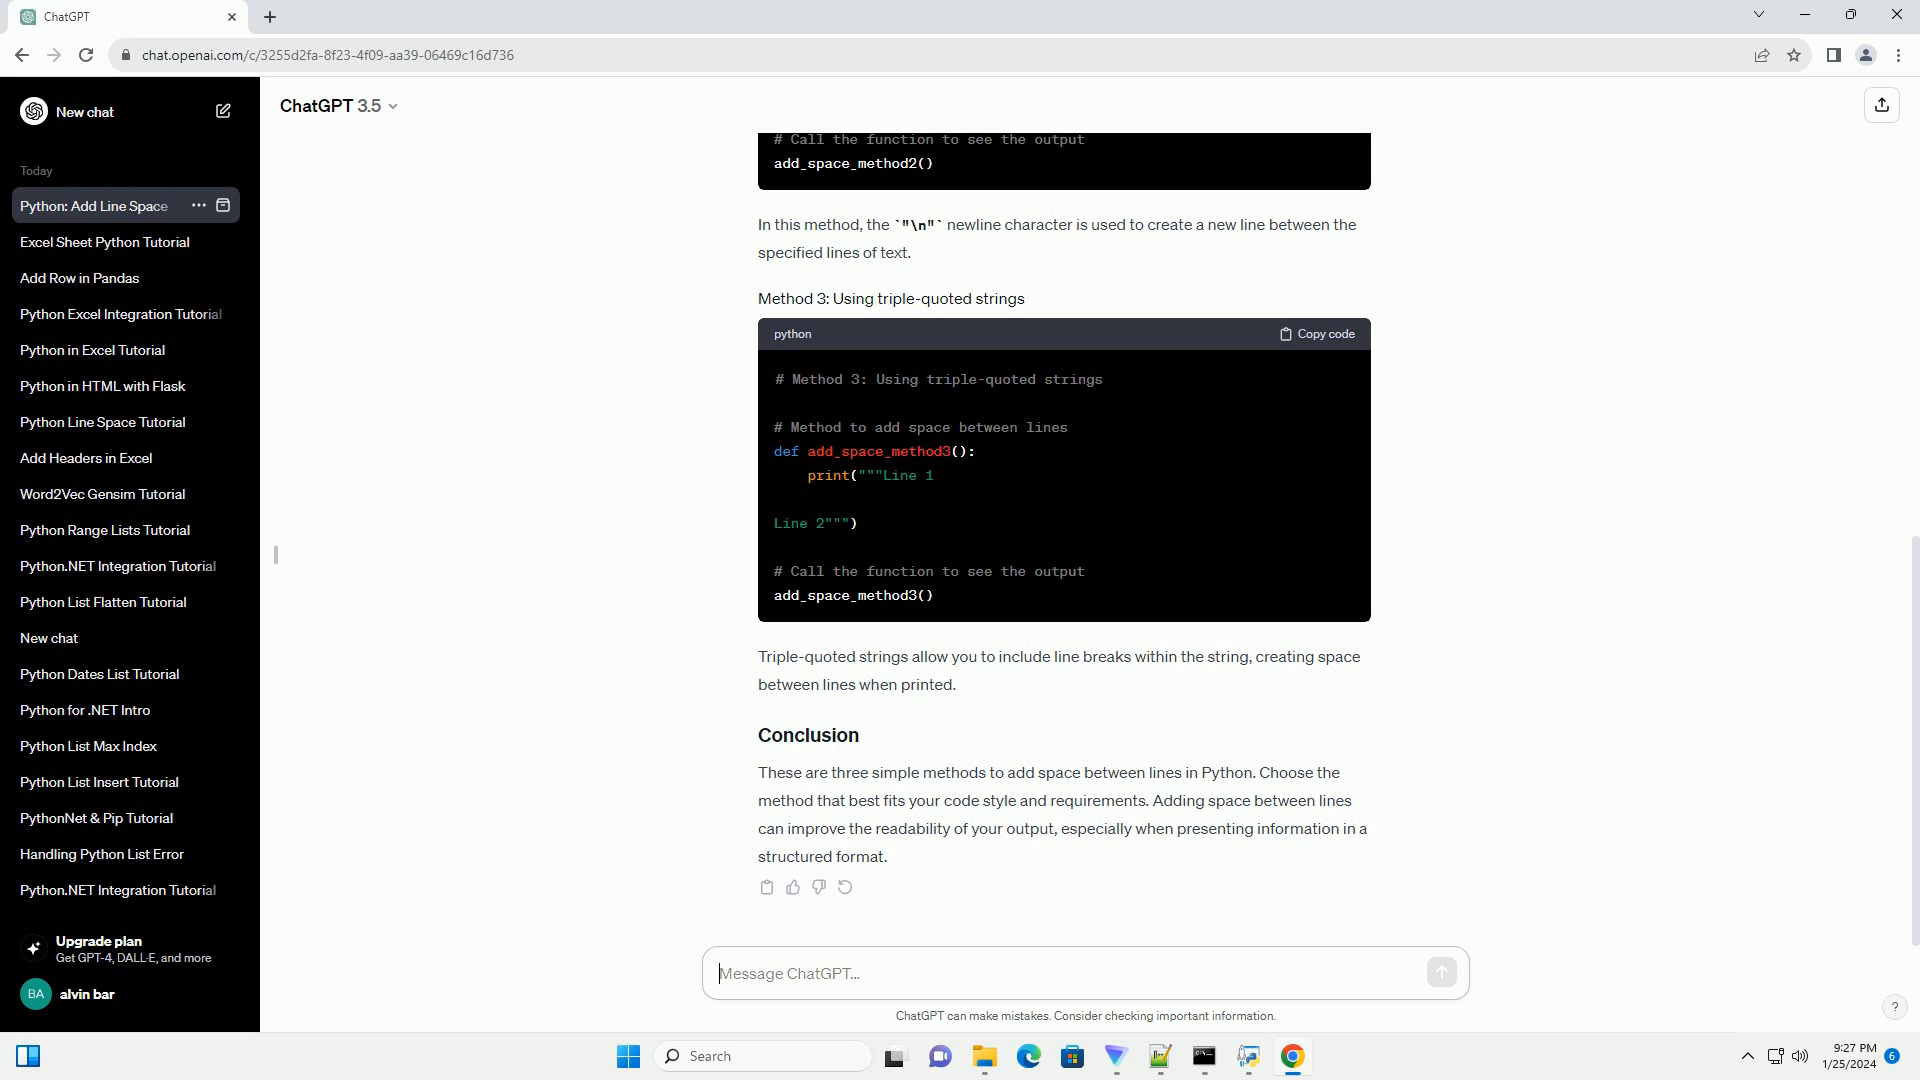 ChatGPT
chat.openai.com/c/3255d2fa-8f23-4f09-aa39-06469c16d736
New chat
Today
Python: Add Line Space
Excel Sheet Python Tutorial
Add Row in Pandas
Python Excel Integration Tutorial
Python in Excel Tutorial
Python in HTML with Flask
Python Line Space Tutorial
Add Headers in Excel
Word2Vec Gensim Tutorial
Python Range Lists Tutorial
Python.NET Integration Tutorial
Python List Flatten Tutorial
New chat
Python Dates List Tutorial
Python for .NET Intro
Python List Max Index
Python List Insert Tutorial
PythonNet & Pip Tutorial
Handling Python List Error
Python.NET Integration Tutorial
Upgrade plan
Get GPT-4, DALL·E, and more
BA
alvin bar
ChatGPT 3.5
# Call the function to see the output
add_space_method2()
In this method, the `"\n"` newline character is used to create a new line between the
specified lines of text.
Method 3: Using triple-quoted strings
python
Copy code
# Method 3: Using triple-quoted strings
# Method to add space between lines
def add_space_method3():
print("""Line 1
Line 2""")
# Call the function to see the output
add_space_method3()
Triple-quoted strings allow you to include line breaks within the string, creating space
between lines when printed.
Conclusion
These are three simple methods to add space between lines in Python. Choose the
method that best fits your code style and requirements. Adding space between lines
can improve the readability of your output, especially when presenting information in a
structured format.
Message ChatGPT...
ChatGPT can make mistakes. Consider checking important information.
?
Search
9:27 PM
1/25/2024
6